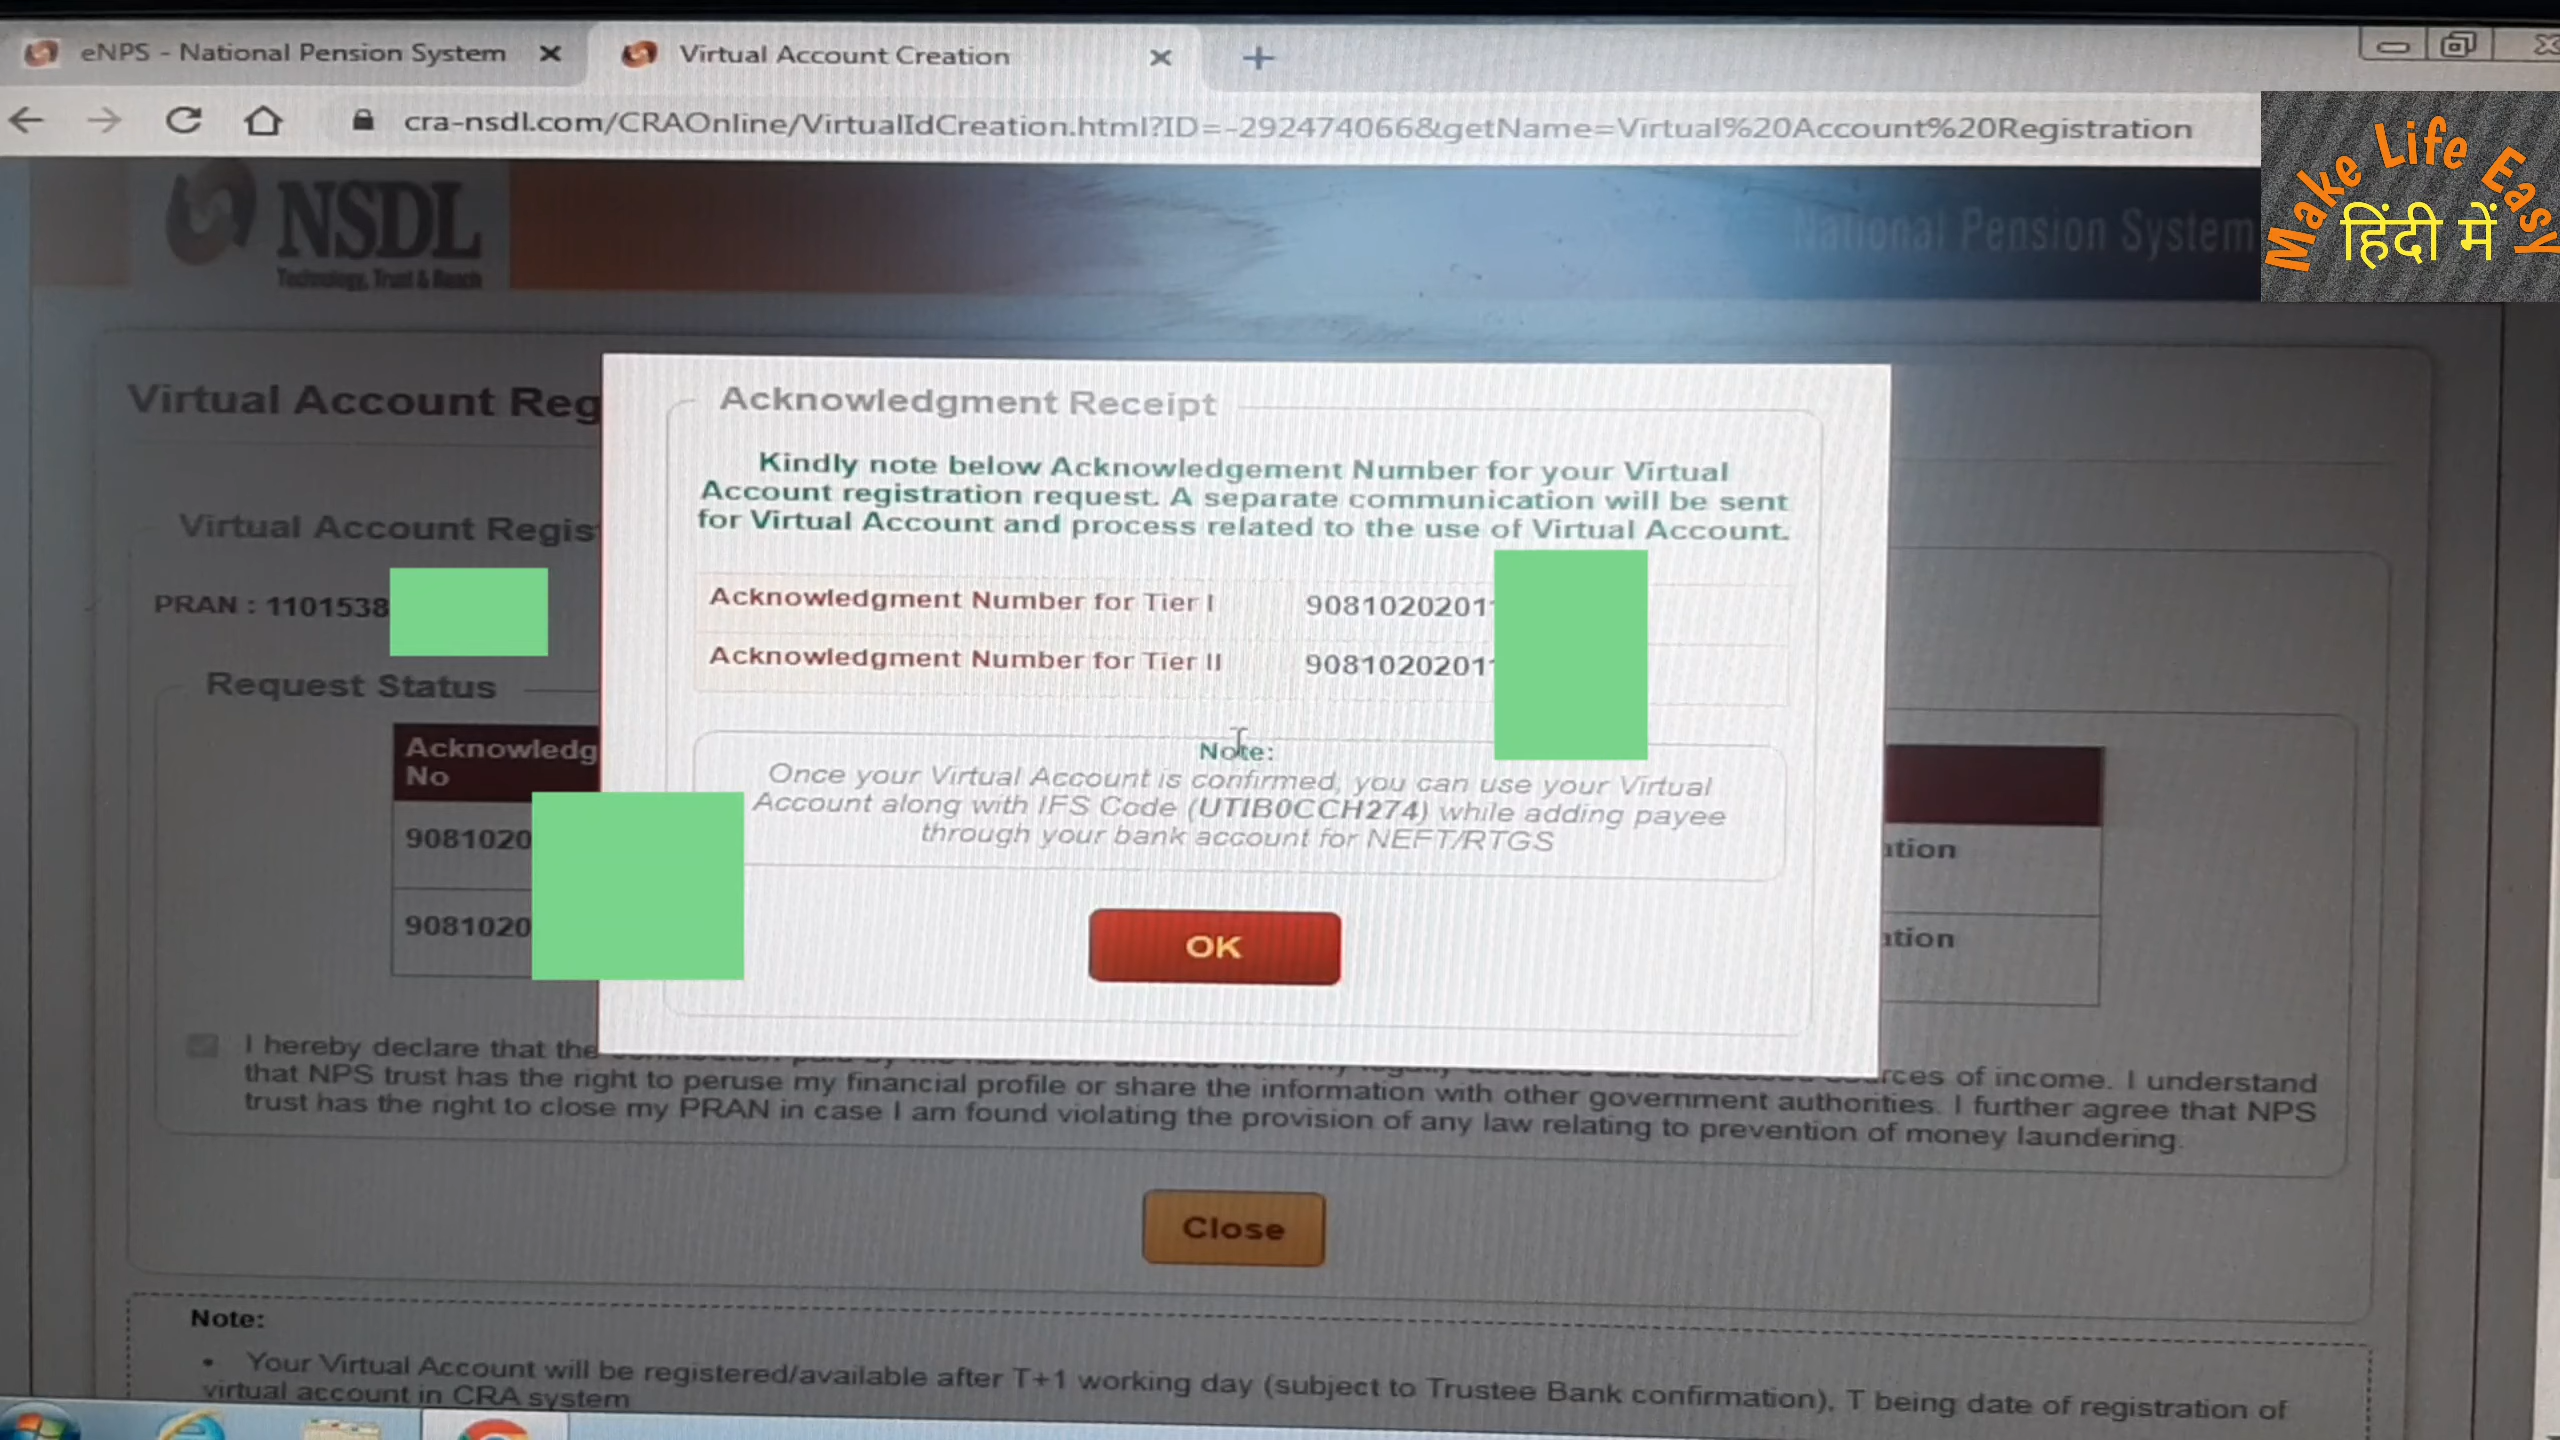 eNPS - National Pension System
Virtual Account Creation
cra-nsdl.com/CRAOnline/VirtualIdCreation.html?ID=-292474066&getName=Virtual%20Account%20Registration
Make Life Easy
हिंदी में
NSDL
Technology, Trust & Reach
National Pension System
Virtual Account Reg
Acknowledgment Receipt
Kindly note below Acknowledgement Number for your Virtual
Account registration request. A separate communication will be sent
for Virtual Account and process related to the use of Virtual Account.
Virtual Account Regis
PRAN : 1101538
Acknowledgment Number for Tier I 9081020201
Acknowledgment Number for Tier II 9081020201
Request Status
Acknowledg
No
Note:
Once your Virtual Account is confirmed, you can use your Virtual
Account along with IFS Code (UTIB0CCH274) while adding payee
through your bank account for NEFT/RTGS
9081020
ation
9081020
ation
OK
I hereby declare that the rces of income. I understand
that NPS trust has the right to peruse my financial profile or share the information with other government authorities. I further agree that NPS
trust has the right to close my PRAN in case I am found violating the provision of any law relating to prevention of money laundering.
Close
Note:
• Your Virtual Account will be registered/available after T+1 working day (subject to Trustee Bank confirmation), T being date of registration of
virtual account in CRA system